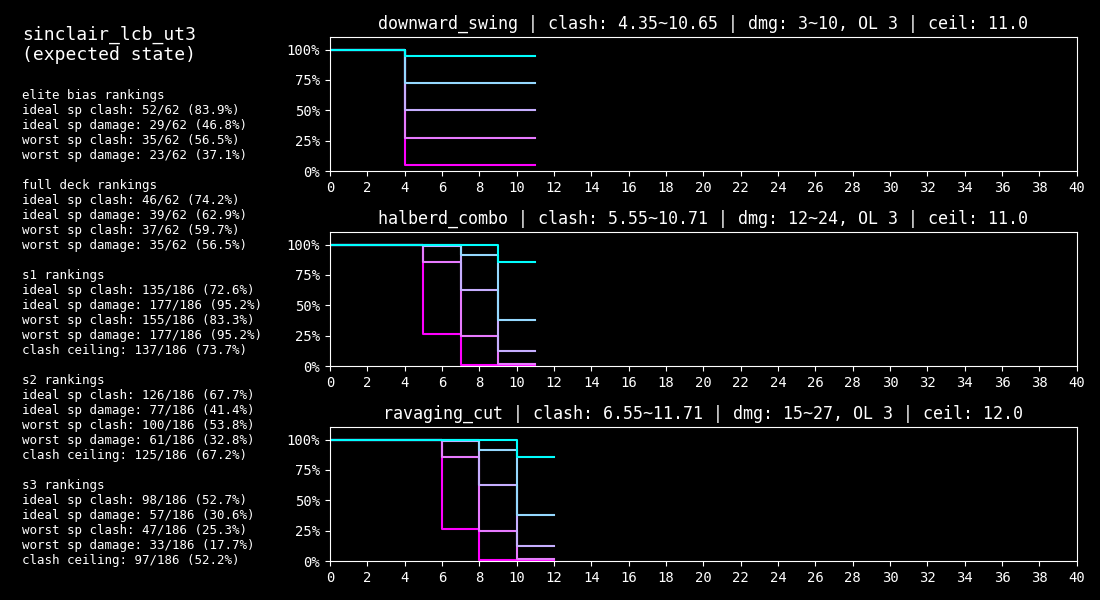 sinclair_lcb_ut3
(expected state)
elite bias rankings
ideal sp clash: 52/62 (83.9%)
ideal sp damage: 29/62 (46.8%)
worst sp clash: 35/62 (56.5%)
worst sp damage: 23/62 (37.1%)
full deck rankings
ideal sp clash: 46/62 (74.2%)
ideal sp damage: 39/62 (62.9%)
worst sp clash: 37/62 (59.7%)
worst sp damage: 35/62 (56.5%)
s1 rankings
ideal sp clash: 135/186 (72.6%)
ideal sp damage: 177/186 (95.2%)
worst sp clash: 155/186 (83.3%)
worst sp damage: 177/186 (95.2%)
clash ceiling: 137/186 (73.7%)
s2 rankings
ideal sp clash: 126/186 (67.7%)
ideal sp damage: 77/186 (41.4%)
worst sp clash: 100/186 (53.8%)
worst sp damage: 61/186 (32.8%)
clash ceiling: 125/186 (67.2%)
s3 rankings
ideal sp clash: 98/186 (52.7%)
ideal sp damage: 57/186 (30.6%)
worst sp clash: 47/186 (25.3%)
worst sp damage: 33/186 (17.7%)
clash ceiling: 97/186 (52.2%)
downward_swing | clash: 4.35~10.65 | dmg: 3~10, OL 3 | ceil: 11.0
100%
75%
50%
25%
0%
0 2 4 6 8 10 12 14 16 18 20 22 24 26 28 30 32 34 36 38 40
halberd_combo | clash: 5.55~10.71 | dmg: 12~24, OL 3 | ceil: 11.0
100%
75%
50%
25%
0%
0 2 4 6 8 10 12 14 16 18 20 22 24 26 28 30 32 34 36 38 40
ravaging_cut | clash: 6.55~11.71 | dmg: 15~27, OL 3 | ceil: 12.0
100%
75%
50%
25%
0%
0 2 4 6 8 10 12 14 16 18 20 22 24 26 28 30 32 34 36 38 40